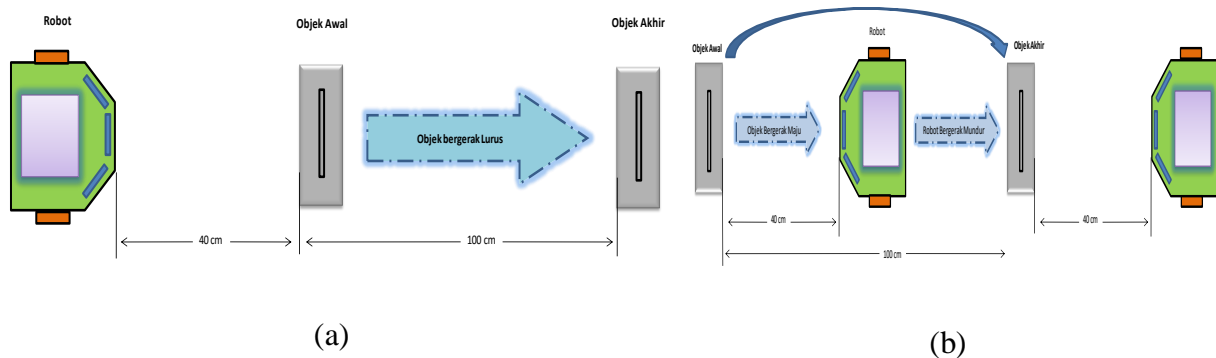 Robot
Objek Awal
Objek Akhir
Objek bergerak Lurus
40 cm
100 cm
(a)
Objek Awal
Robot
Objek Akhir
Objek Bergerak Maju
Robot Bergerak Mundur
40 cm
40 cm
100 cm
(b)